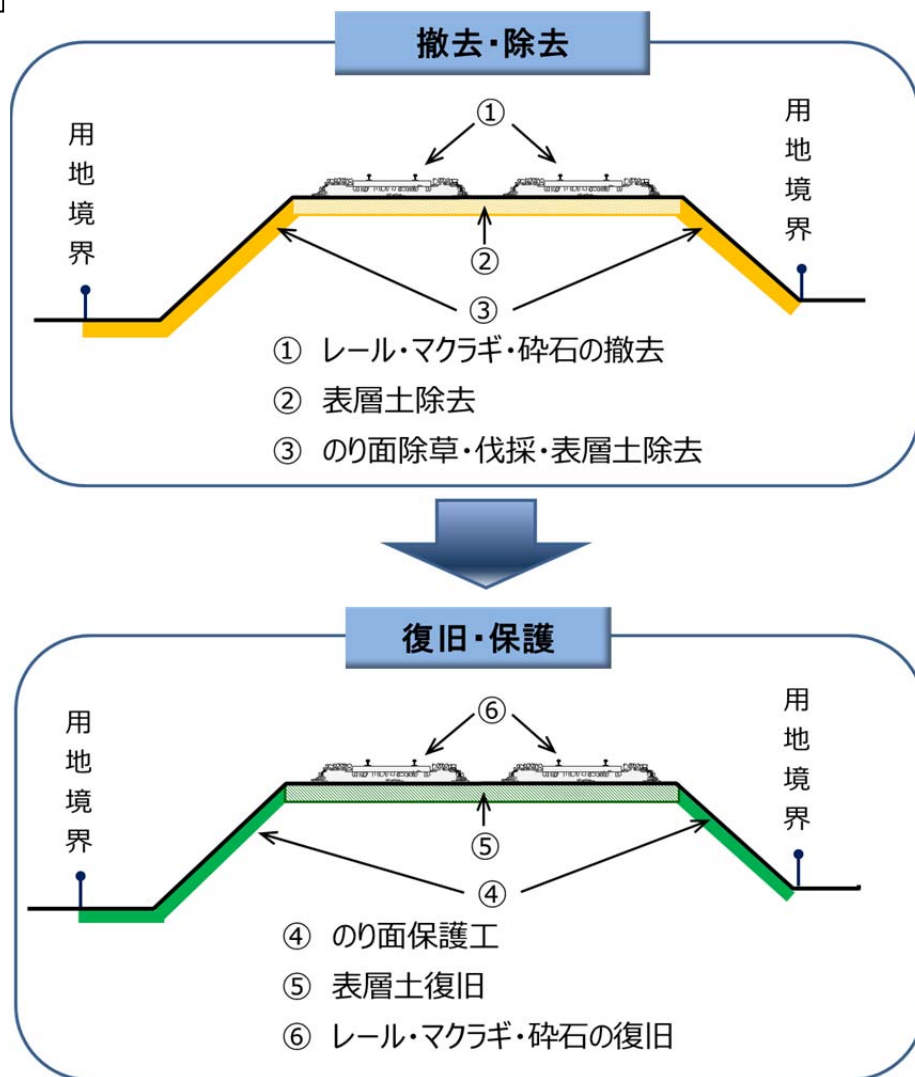 撤去・除去
①
用地境界
用地境界
②
③
① レール・マクラギ・砕石の撤去
② 表層土除去
③ のり面除草・伐採・表層土除去
復旧・保護
⑥
用地境界
用地境界
⑤
④
④ のり面保護工
⑤ 表層土復旧
⑥ レール・マクラギ・砕石の復旧